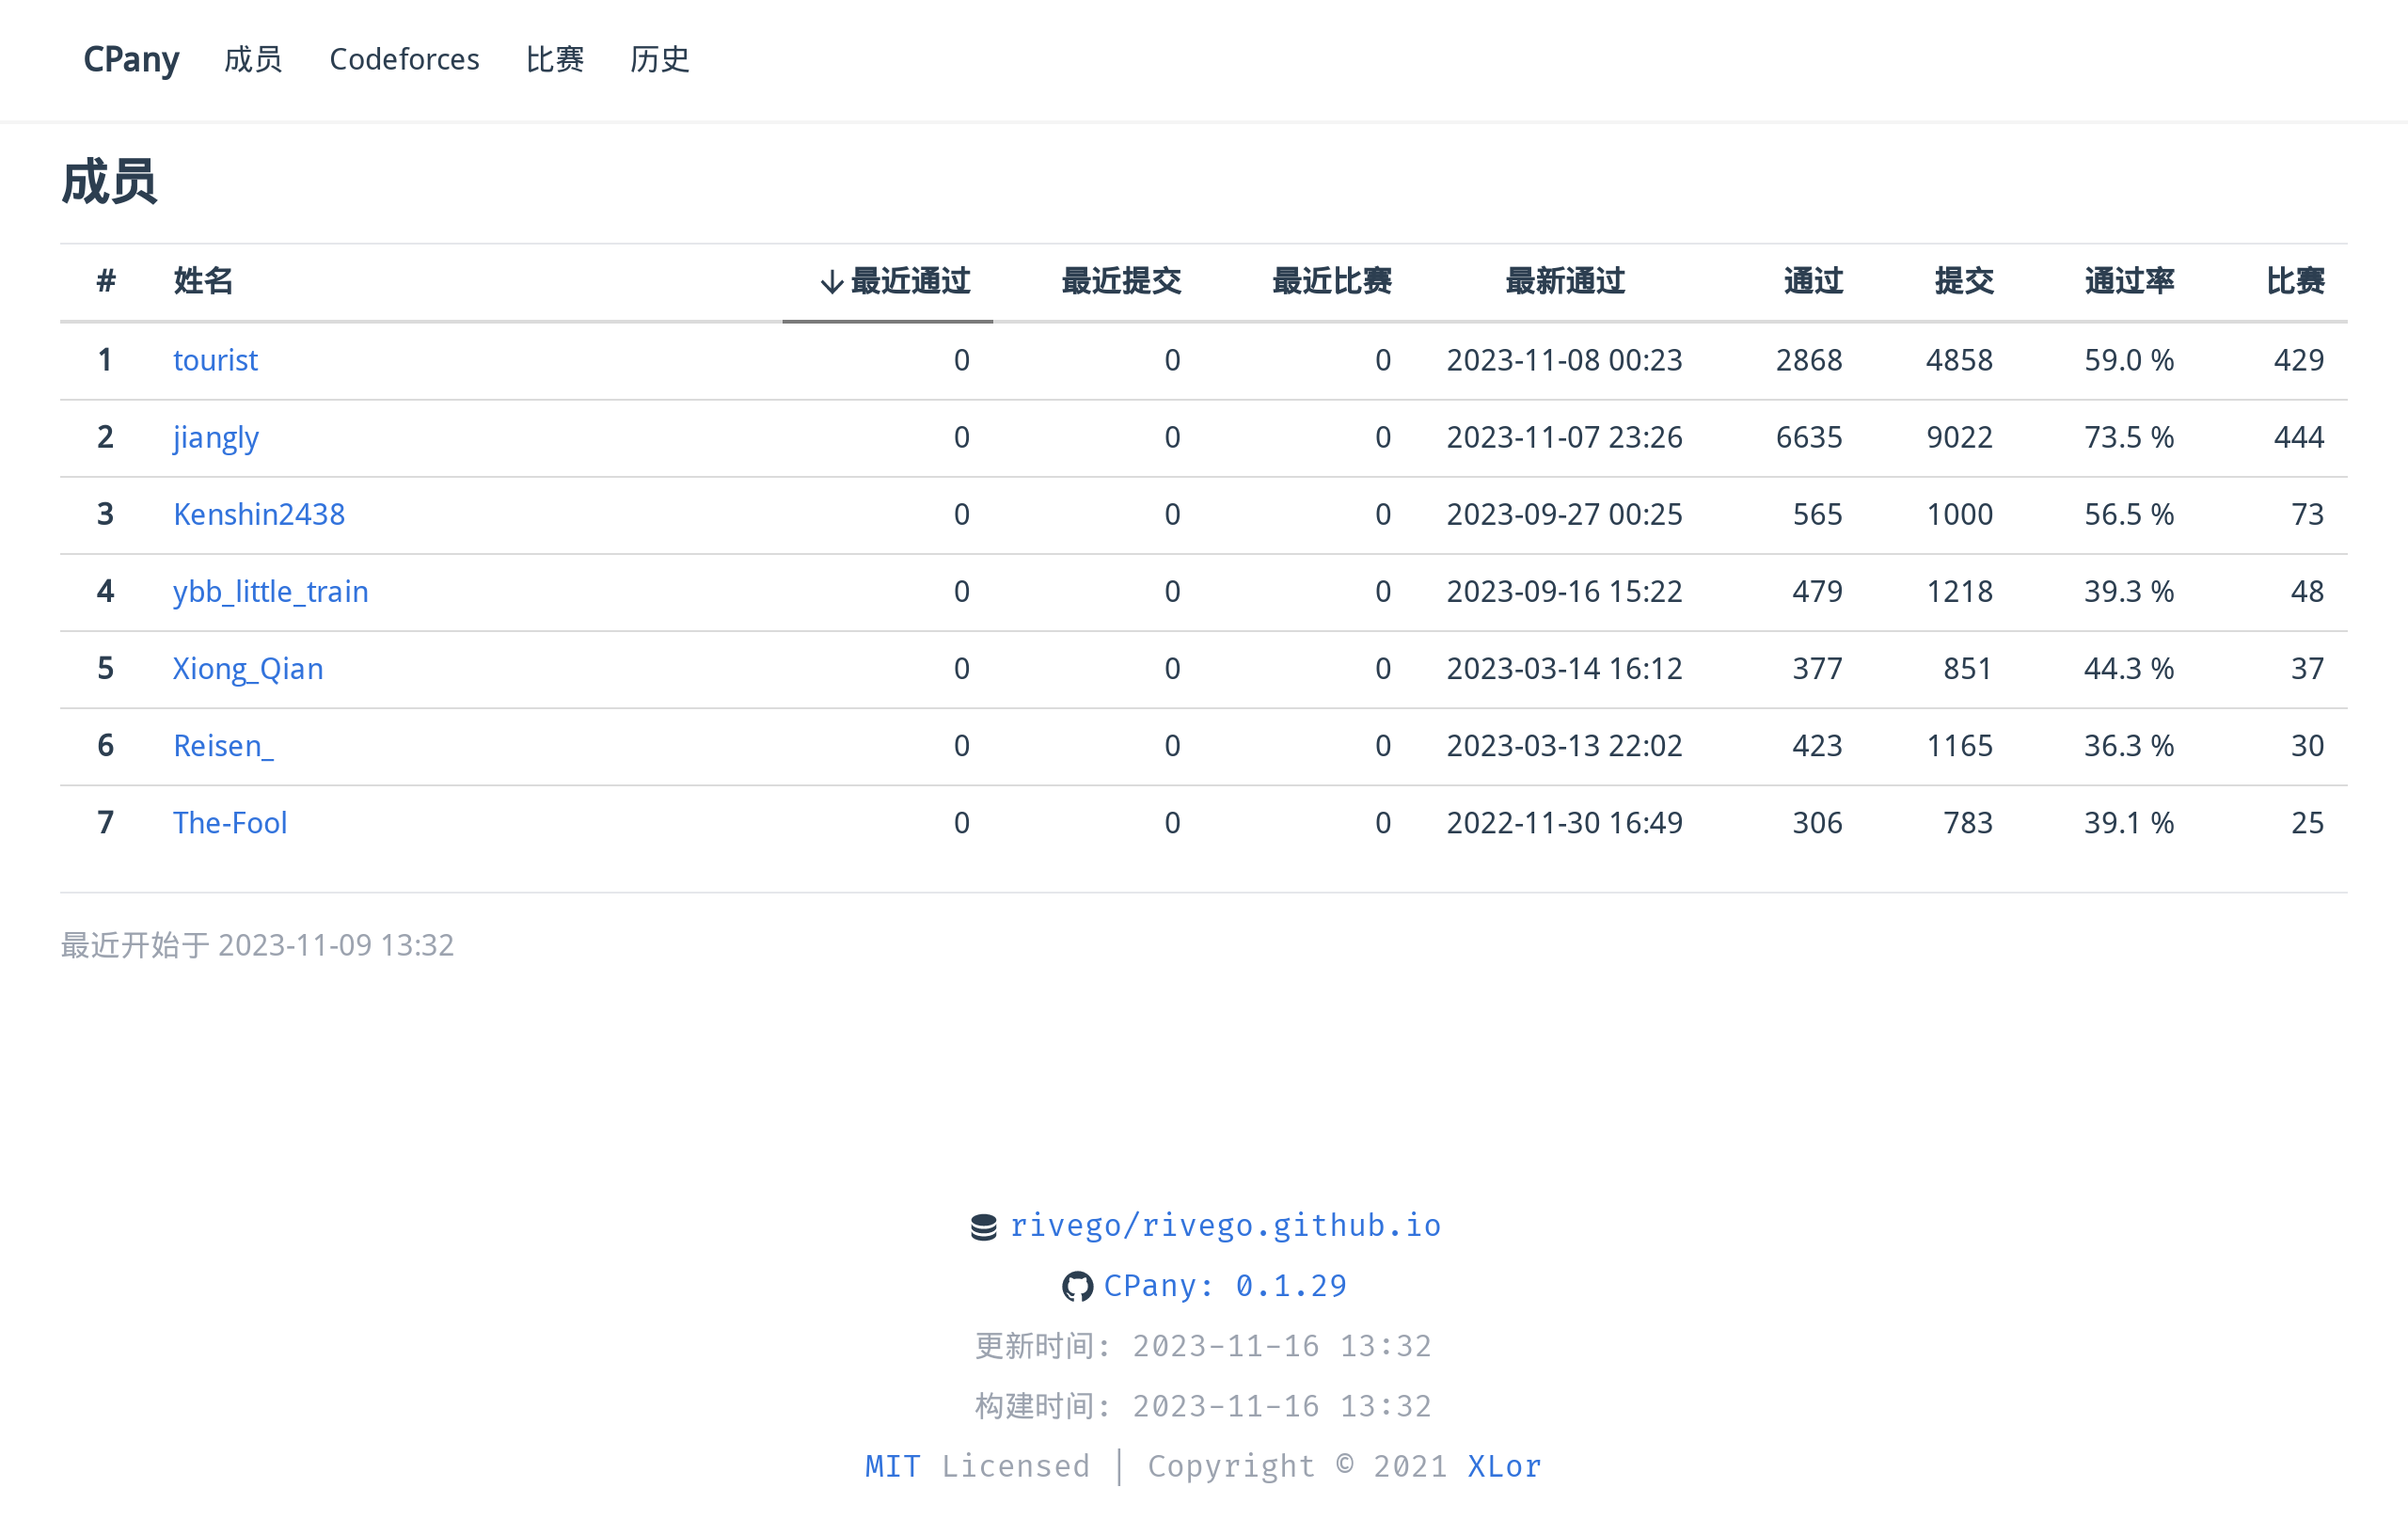 CPany 成员 Codeforces 比赛 历史
成员
# 姓名 ↓最近通过 最近提交 最近比赛 最新通过 通过 提交 通过率 比赛
1 tourist 0 0 0 2023-11-08 00:23 2868 4858 59.0 % 429
2 jiangly 0 0 0 2023-11-07 23:26 6635 9022 73.5 % 444
3 Kenshin2438 0 0 0 2023-09-27 00:25 565 1000 56.5 % 73
4 ybb_little_train 0 0 0 2023-09-16 15:22 479 1218 39.3 % 48
5 Xiong_Qian 0 0 0 2023-03-14 16:12 377 851 44.3 % 37
6 Reisen_ 0 0 0 2023-03-13 22:02 423 1165 36.3 % 30
7 The-Fool 0 0 0 2022-11-30 16:49 306 783 39.1 % 25
最近开始于 2023-11-09 13:32
rivego/rivego.github.io
CPany: 0.1.29
更新时间: 2023-11-16 13:32
构建时间: 2023-11-16 13:32
MIT Licensed | Copyright © 2021 XLor